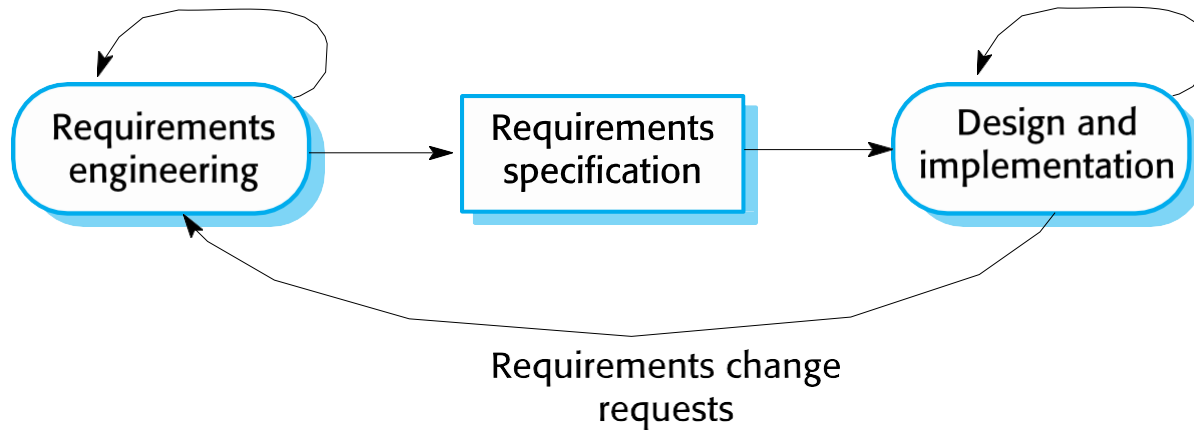 Requirements
engineering
Requirements
specification
Design and
implementation
Requirements change
requests